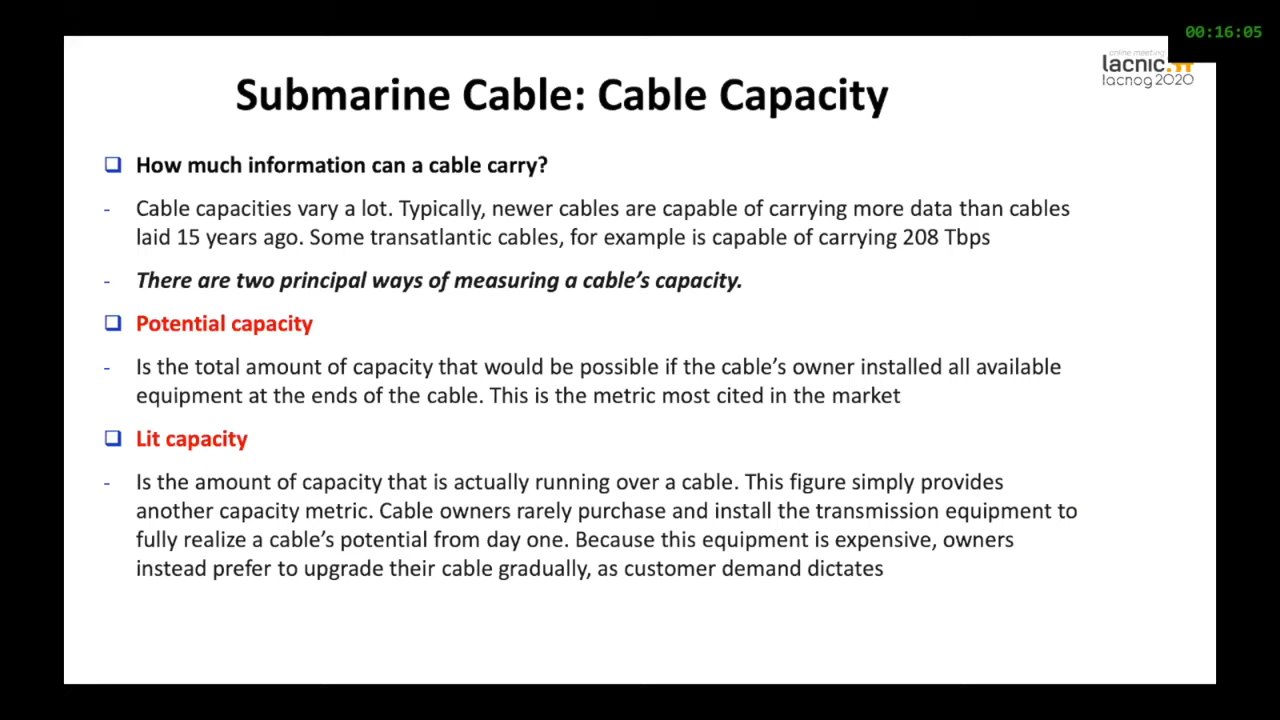 00:16:05
online meeting
lacnic
lacnog2020
Submarine Cable: Cable Capacity
How much information can a cable carry?
- Cable capacities vary a lot. Typically, newer cables are capable of carrying more data than cables
laid 15 years ago. Some transatlantic cables, for example is capable of carrying 208 Tbps
- There are two principal ways of measuring a cable’s capacity.
Potential capacity
- Is the total amount of capacity that would be possible if the cable’s owner installed all available
equipment at the ends of the cable. This is the metric most cited in the market
Lit capacity
- Is the amount of capacity that is actually running over a cable. This figure simply provides
another capacity metric. Cable owners rarely purchase and install the transmission equipment to
fully realize a cable’s potential from day one. Because this equipment is expensive, owners
instead prefer to upgrade their cable gradually, as customer demand dictates